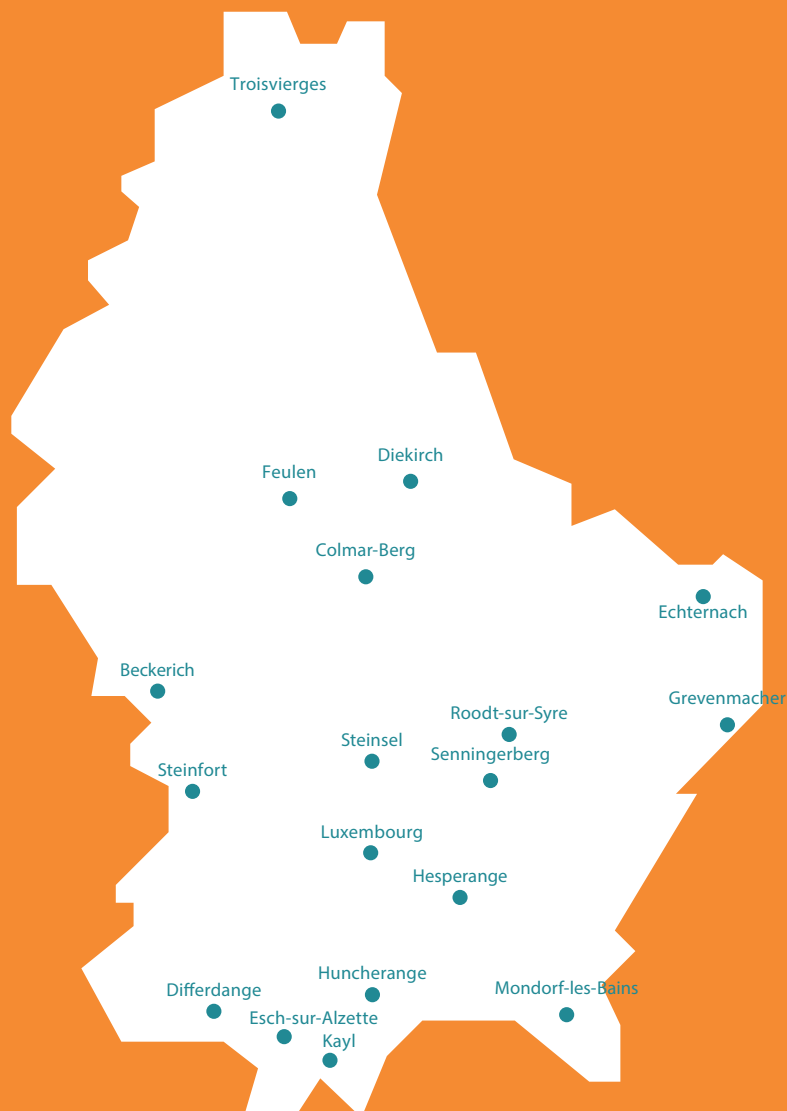 Troisvierges
Diekirch
Feulen
Colmar-Berg
Echternach
Beckerich
Grevenmacher
Roodt-sur-Syre
Steinsel
Senningerberg
Steinfort
Luxembourg
Hesperange
Huncherange
Mondorf-les-Bains
Differdange
Esch-sur-Alzette
Kayl